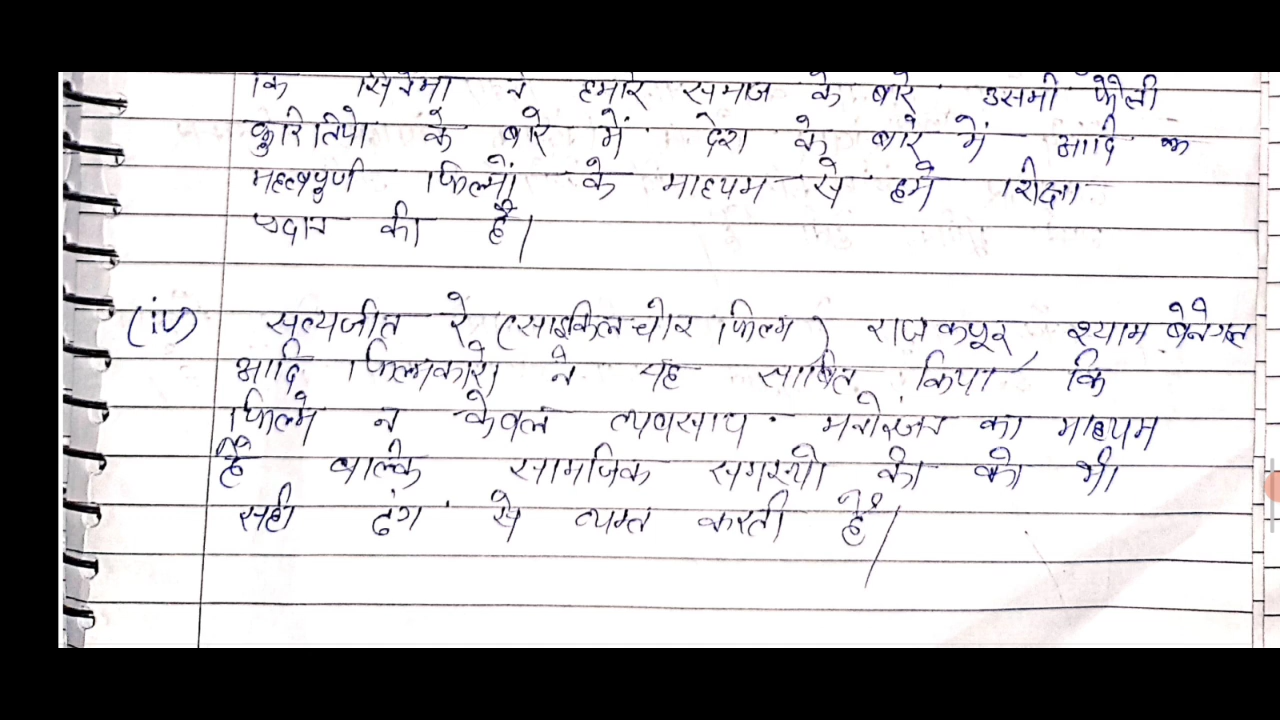 कि सिनेमा ने हमारे समाज के बारे उसमी फैली
कुरितियो के बारे में देश के बारे में आदि
महत्वपूर्ण फिल्मों के माध्यम से हमे शिक्षा
प्रदान की है|
(iv) सत्यजीत रे (साइकिल चोर फिल्म) राजकपूर, श्याम बेनेगल
आदि फिल्मकारो ने यह साबित किया कि
फिल्मे न केवल व्यवसाय मनोरंजन का माध्यम
है बल्कि सामजिक समस्यो की को भी
सही ढंग से व्यक्त करती है|